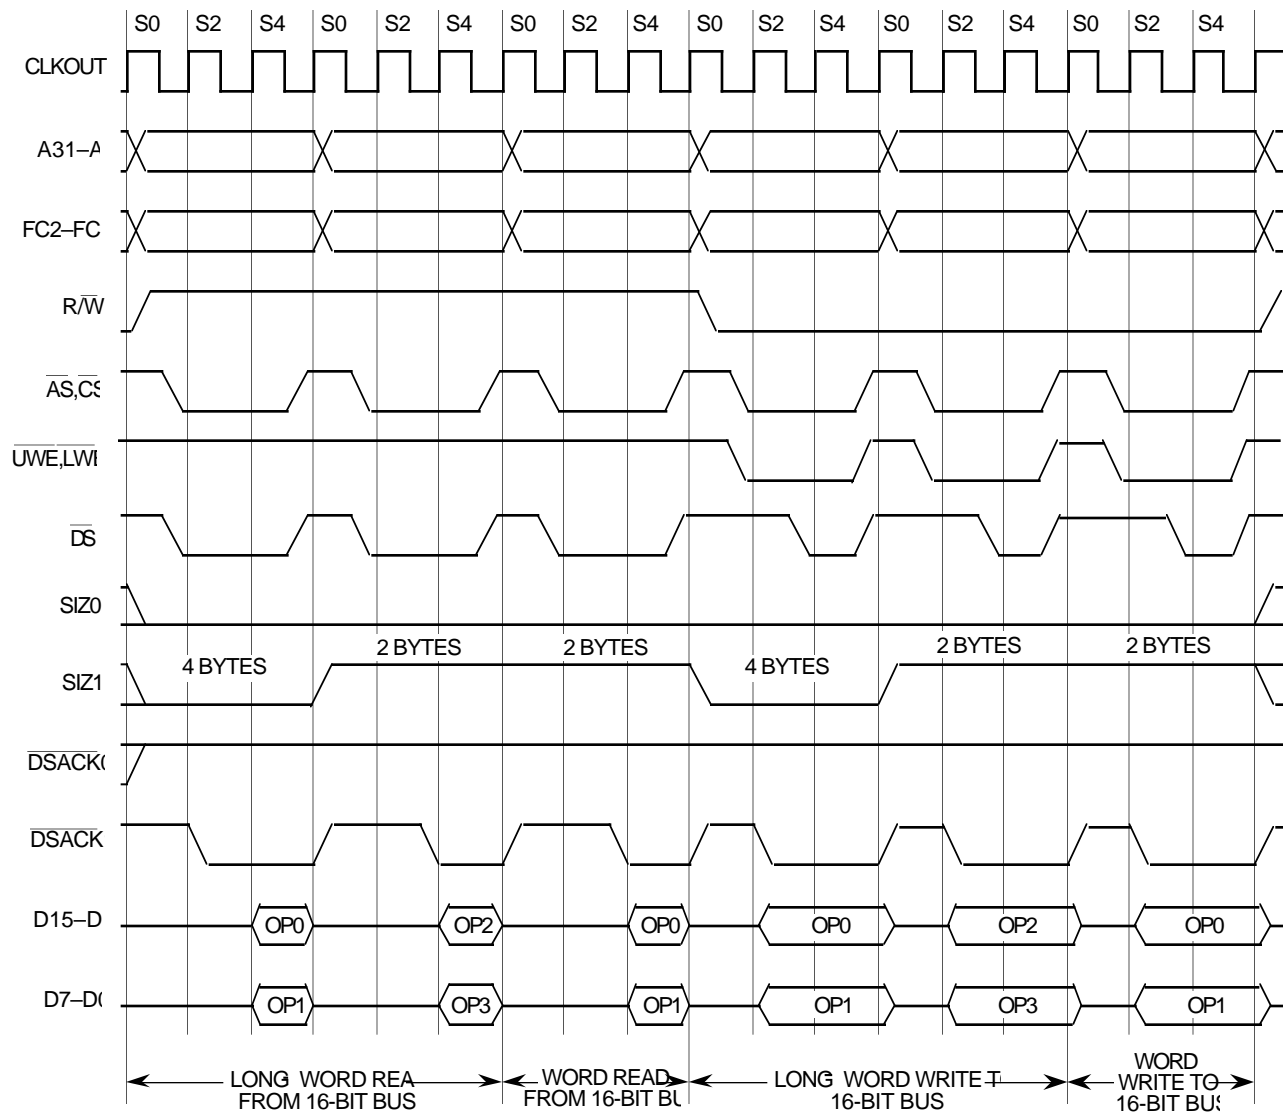 S0 S2 S4 S0 S2 S4 S0 S2 S4 S0 S2 S4 S0 S2 S4 S0 S2 S4
CLKOUT
A31–A
FC2–FC
R/W
AS,CS
UWE,LWE
DS
SIZ0
2 BYTES 2 BYTES 2 BYTES 2 BYTES
4 BYTES 4 BYTES
SIZ1
DSACK0
DSACK
D15–D
OP0 OP2 OP0 OP0 OP2 OP0
D7–D0
OP1 OP3 OP1 OP1 OP3 OP1
LONG WORD REA
FROM 16-BIT BUS
WORD READ
FROM 16-BIT BU
LONG WORD WRITE T
16-BIT BUS
WORD
WRITE TO
16-BIT BUS